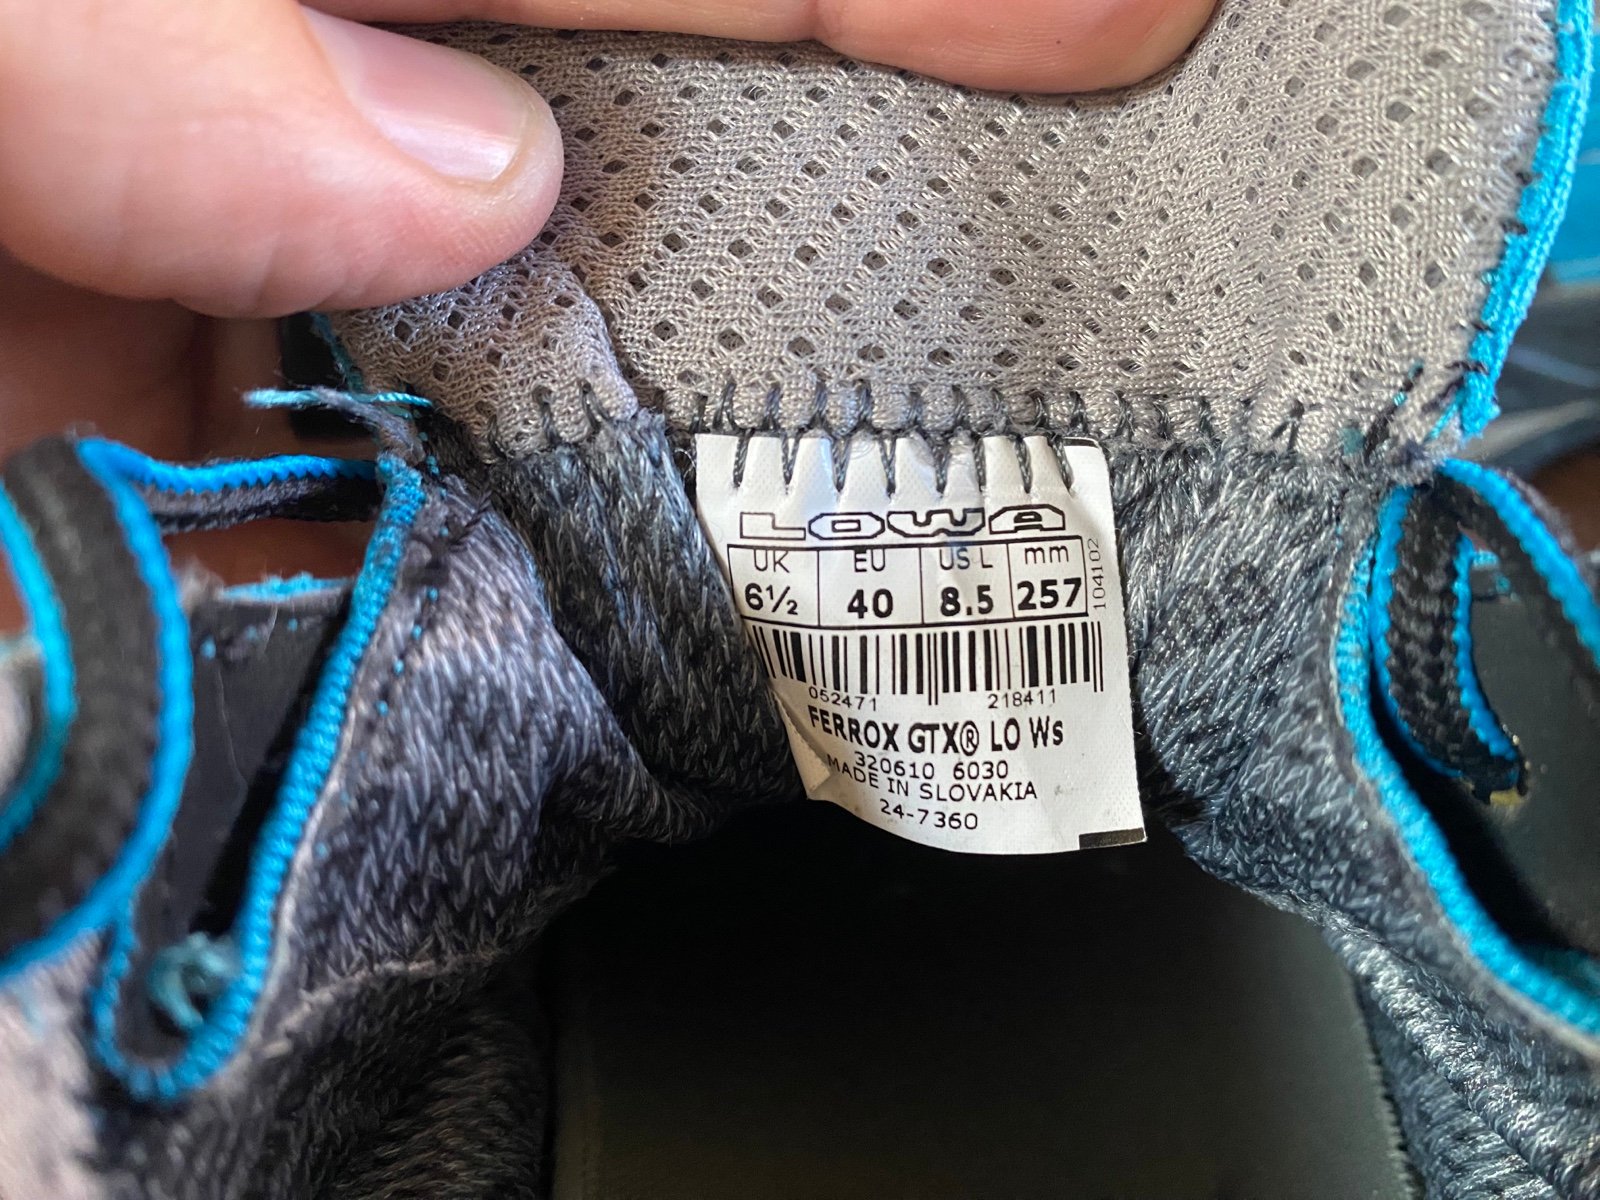 LOWA
UK EU US L mm
6½ 40 8.5 257
104102
052471 218411
FERROX GTX® LO Ws
320610 6030
MADE IN SLOVAKIA
24-7360